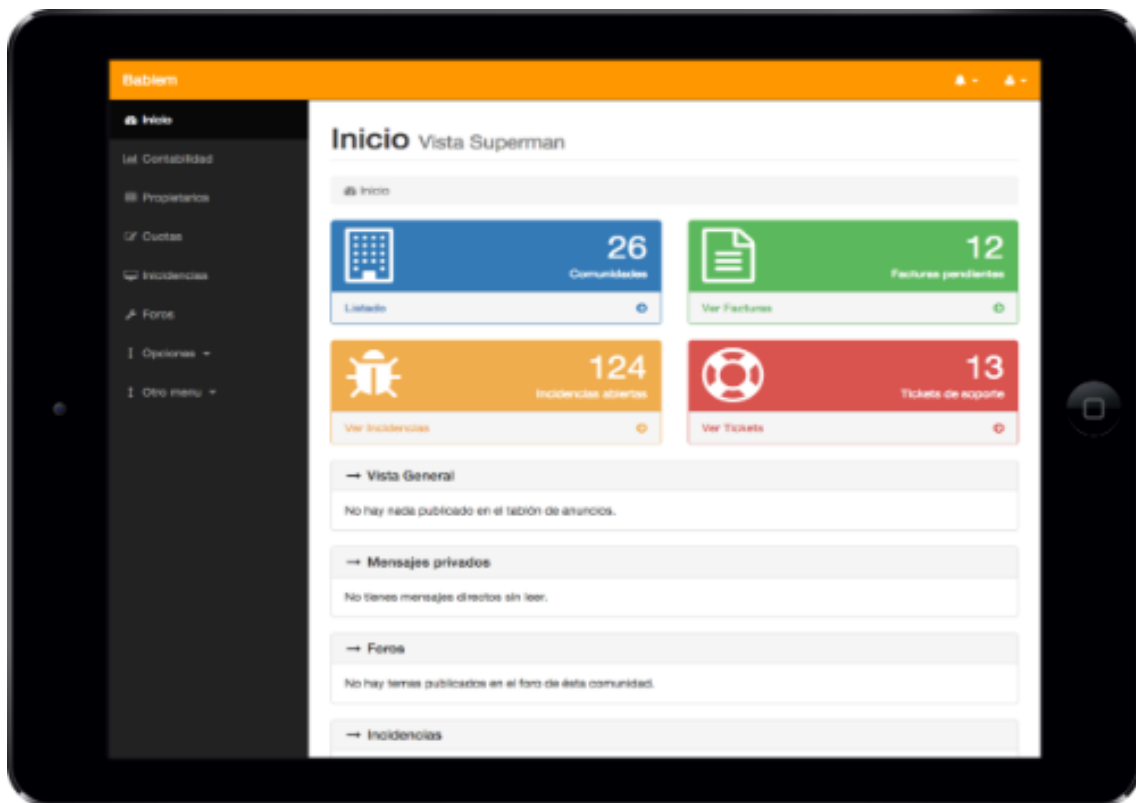 Bablem
Inicio
Contabilidad
Propietarios
Cuotas
Inicidencias
Foros
Opciones
Otro menu
Inicio Vista Superman
Inicio
26
Comunidades
Listado
12
Facturas pendientes
Ver Facturas
124
Incidencias abiertas
Ver Incidencias
13
Tickets de soporte
Ver Tickets
Vista General
No hay nada publicado en el tablón de anuncios.
Mensajes privados
No tienes mensajes directos sin leer.
Foros
No hay temas publicados en el foro de ésta comunidad.
Incidencias